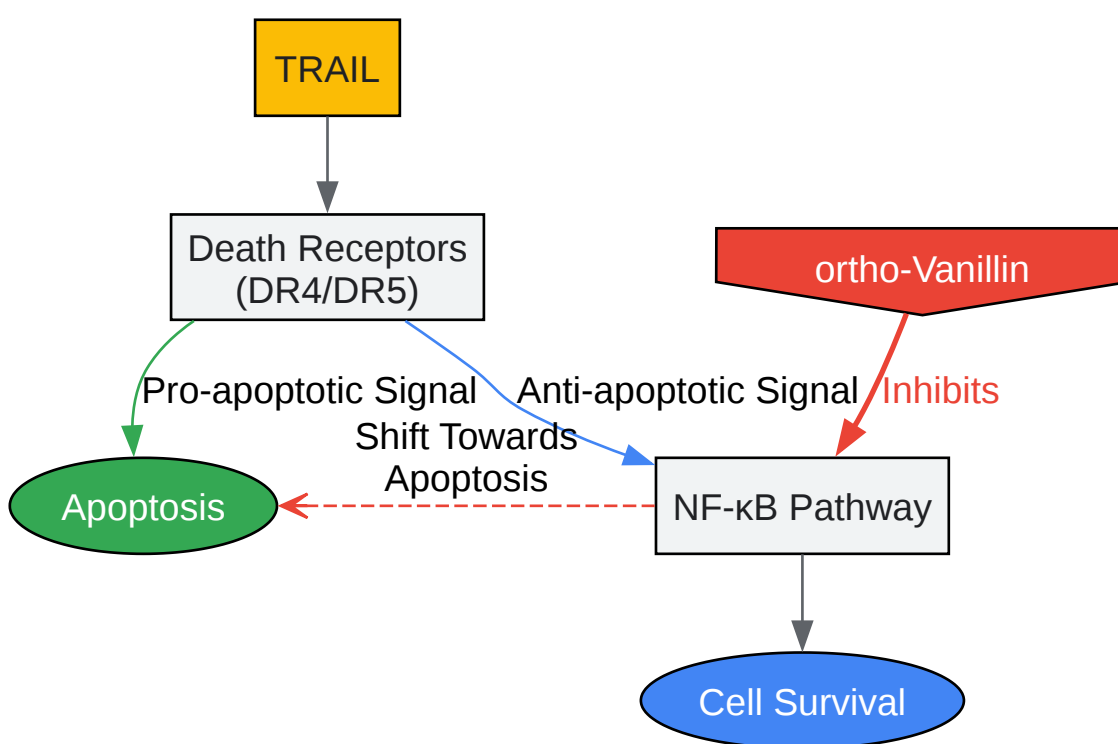 TRAIL
Death Receptors
(DR4/DR5)
ortho-Vanillin
Pro-apoptotic Signal
Anti-apoptotic Signal
Inhibits
Shift Towards
Apoptosis
Apoptosis
NF-κB Pathway
Cell Survival